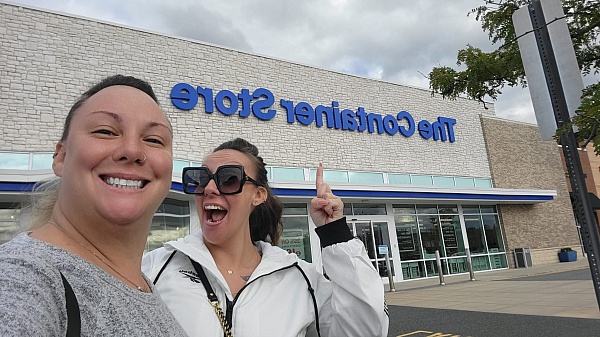 The Container Store